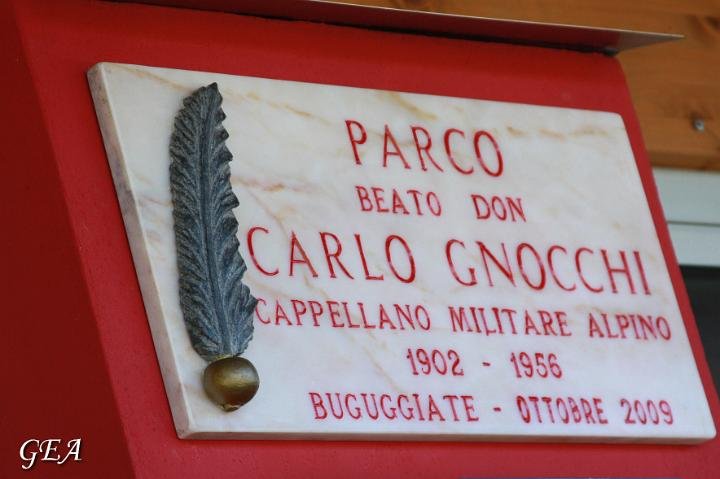 PARCO
BEATO DON
CARLO GNOCCHI
CAPPELLANO MILITARE ALPINO
1902 - 1956
BUGUGGIATE - OTTOBRE 2009
GEA